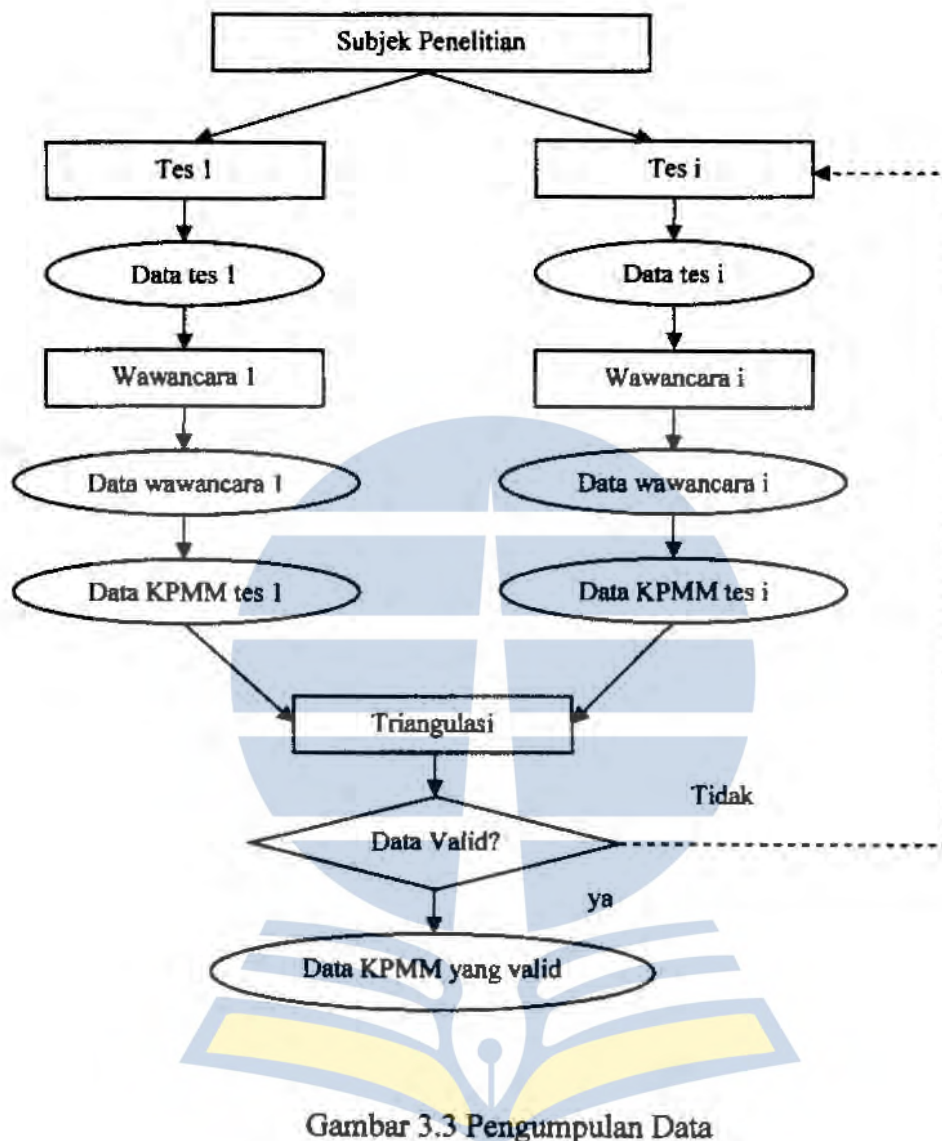 Subjek Penelitian
Tes 1
Tes i
Data tes 1
Data tes i
Wawancara 1
Wawancara i
Data wawancara 1
Data wawancara i
Data KPMM tes 1
Data KPMM tes i
Triangulasi
Tidak
Data Valid?
ya
Data KPMM yang valid
Gambar 3.3 Pengumpulan Data